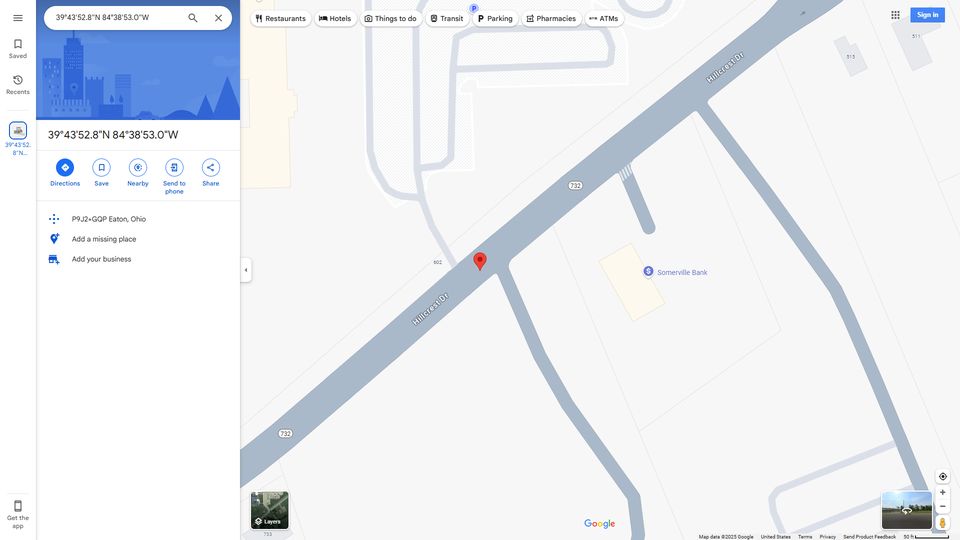 39°43'52.8"N 84°38'53.0"W
Restaurants
Hotels
Things to do
Transit
Parking
Pharmacies
ATMs
Sign in
Saved
Recents
39°43'52.
8"N...
39°43'52.8"N 84°38'53.0"W
Directions
Save
Nearby
Send to
phone
Share
P9J2+GQP Eaton, Ohio
Add a missing place
Add your business
Get the
app
P
Hillcrest Dr
511
515
732
602
Somerville Bank
Hillcrest Dr
732
753
Layers
Google
Map data ©2025 Google
United States
Terms
Privacy
Send Product Feedback
50 ft